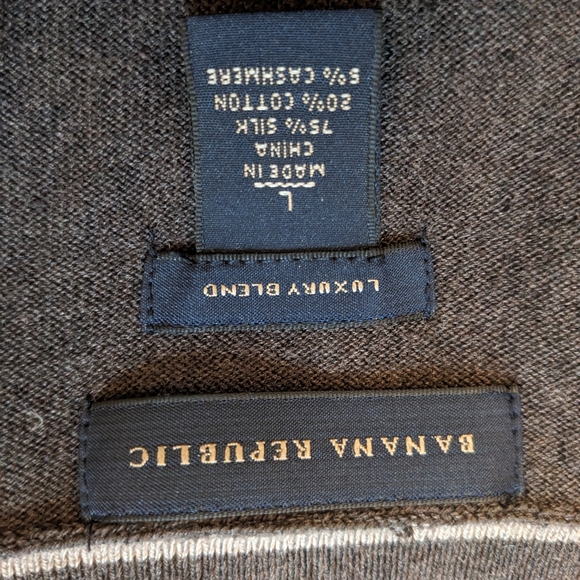 BANANA REPUBLIC
LUXURY BLEND
L
MADE IN
CHINA
75% SILK
20% COTTON
5% CASHMERE